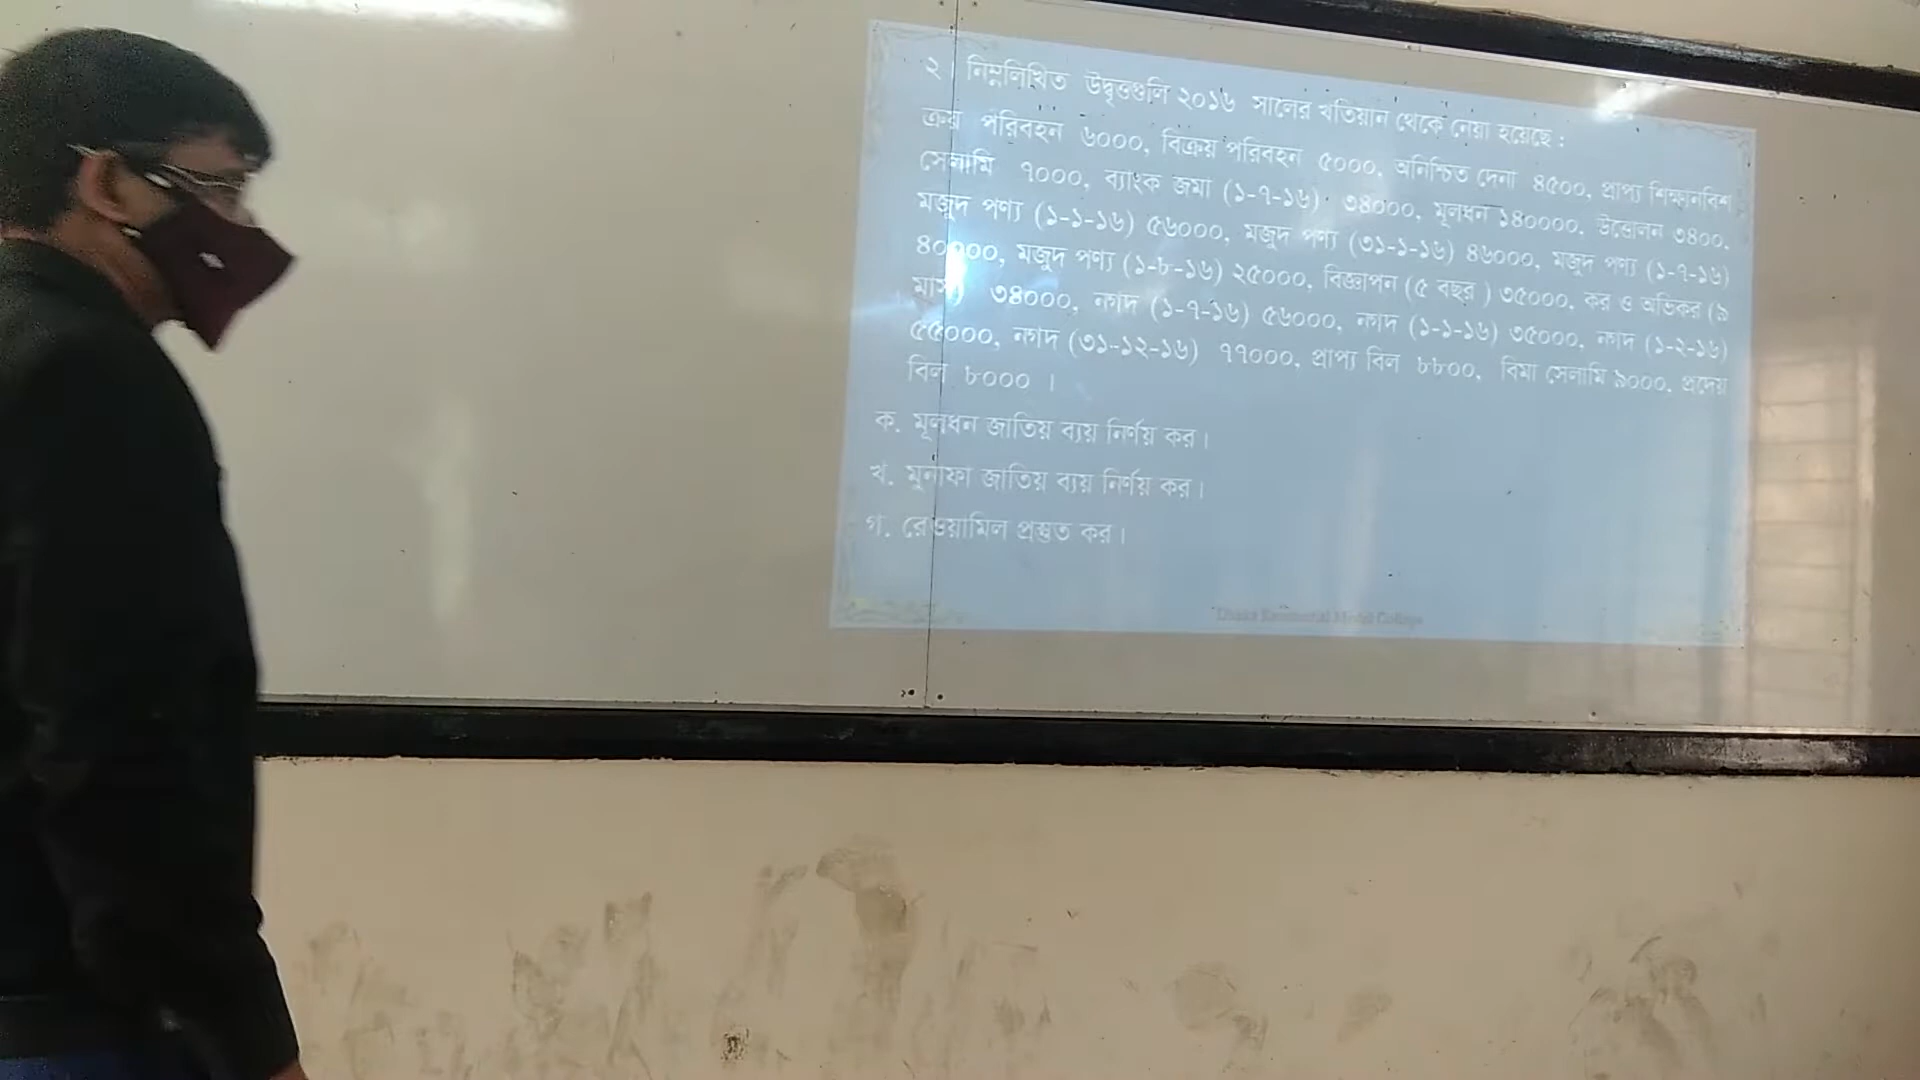 ২। নিম্নলিখিত উদ্বৃত্তগুলি ২০১৬ সালের খতিয়ান থেকে নেয়া হয়েছে :
ক্রয় পরিবহন ৬০০০, বিক্রয় পরিবহন ৫০০০, অনিশ্চিত দেনা ৪৫০০, প্রাপ্য শিক্ষানবিশ
সেলামি ৭০০০, ব্যাংক জমা (১-৭-১৬) ৩৪০০০, মূলধন ১৪০০০০, উত্তোলন ৩৪০০,
মজুদ পণ্য (১-১-১৬) ৫৬০০০, মজুদ পণ্য (৩১-১-১৬) ৪৬০০০, মজুদ পণ্য (১-৭-১৬)
৪০০০০, মজুদ পণ্য (১-৮-১৬) ২৫০০০, বিজ্ঞাপন (৫ বছর ) ৩৫০০০, কর ও অভিকর (৯
মাস) ৩৪০০০, নগদ (১-৭-১৬) ৫৬০০০, নগদ (১-১-১৬) ৩৫০০০, নগদ (১-২-১৬)
৫৫০০০, নগদ (৩১-১২-১৬) ৭৭০০০, প্রাপ্য বিল ৮৮০০, বিমা সেলামি ৯০০০, প্রদেয়
বিল ৮০০০ ।
ক. মূলধন জাতিয় ব্যয় নির্ণয় কর।
খ. মুনাফা জাতিয় ব্যয় নির্ণয় কর।
গ. রেওয়ামিল প্রস্তুত কর।
Dhaka Residential Model College